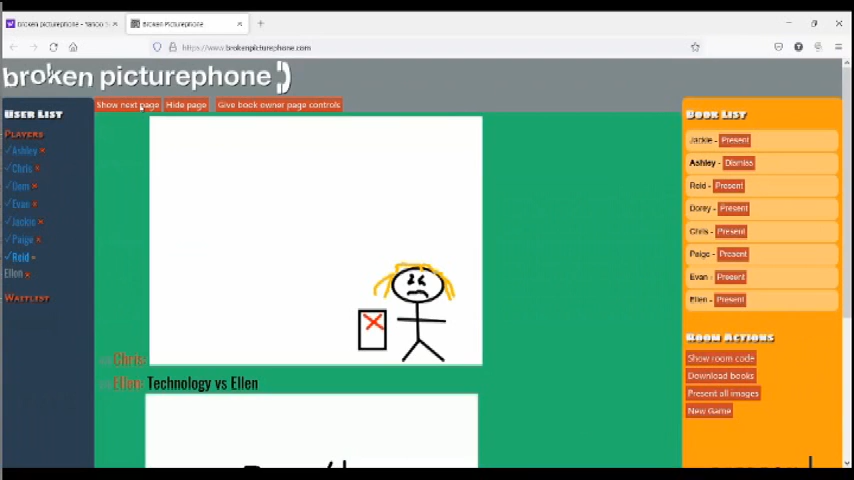 broken picturephone - Yahoo S
Broken Picturephone
https://www.brokenpicturephone.com
broken picturephone
Show next page
Hide page
Give book owner page controls
User List
Players
✓Ashley ×
✓Chris ×
✓Dom ×
✓Evan ×
✓Jackie ×
✓Paige ×
✓Reid
Ellen ×
Waitlist
Chris:
Ellen: Technology vs Ellen
Book List
Jackie - Present
Ashley - Dismiss
Reid - Present
Dorey - Present
Chris - Present
Paige - Present
Evan - Present
Ellen - Present
Room Actions
Show room code
Download books
Present all images
New Game